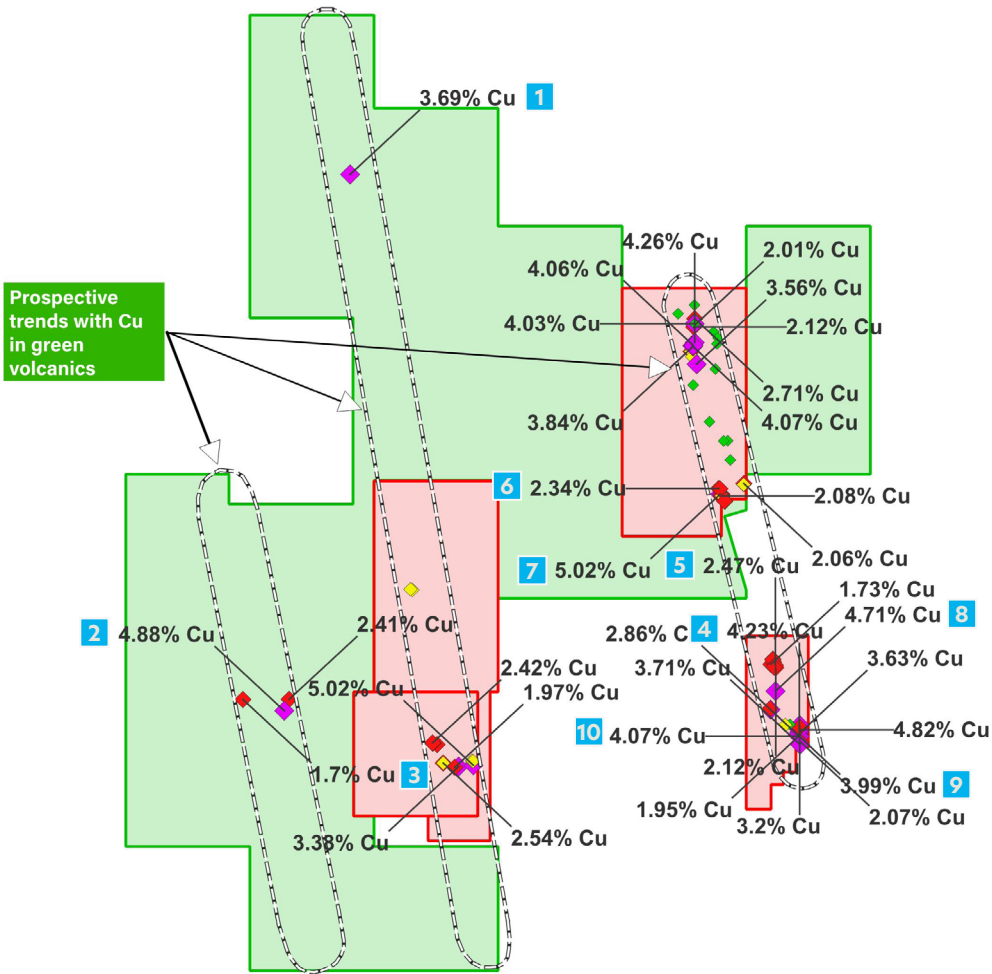 3.69% Cu 1
4.26% Cu
2.01% Cu
4.06% Cu
3.56% Cu
Prospective
trends with Cu
in green
volcanics
4.03% Cu
2.12% Cu
2.71% Cu
3.84% Cu
4.07% Cu
6 2.34% Cu
2.08% Cu
2.06% Cu
7 5.02% Cu
5 2.47% Cu
1.73% Cu
4.71% Cu 8
2 4.88% Cu
2.41% Cu
2.86% C 4
4.23% Cu
3.63% Cu
2.42% Cu
3.71% Cu
5.02% Cu
1.97% Cu
10 4.07% Cu
4.82% Cu
1.7% Cu 3
2.12% Cu
3.99% Cu 9
1.95% Cu
2.07% Cu
3.2% Cu
3.38% Cu
2.54% Cu